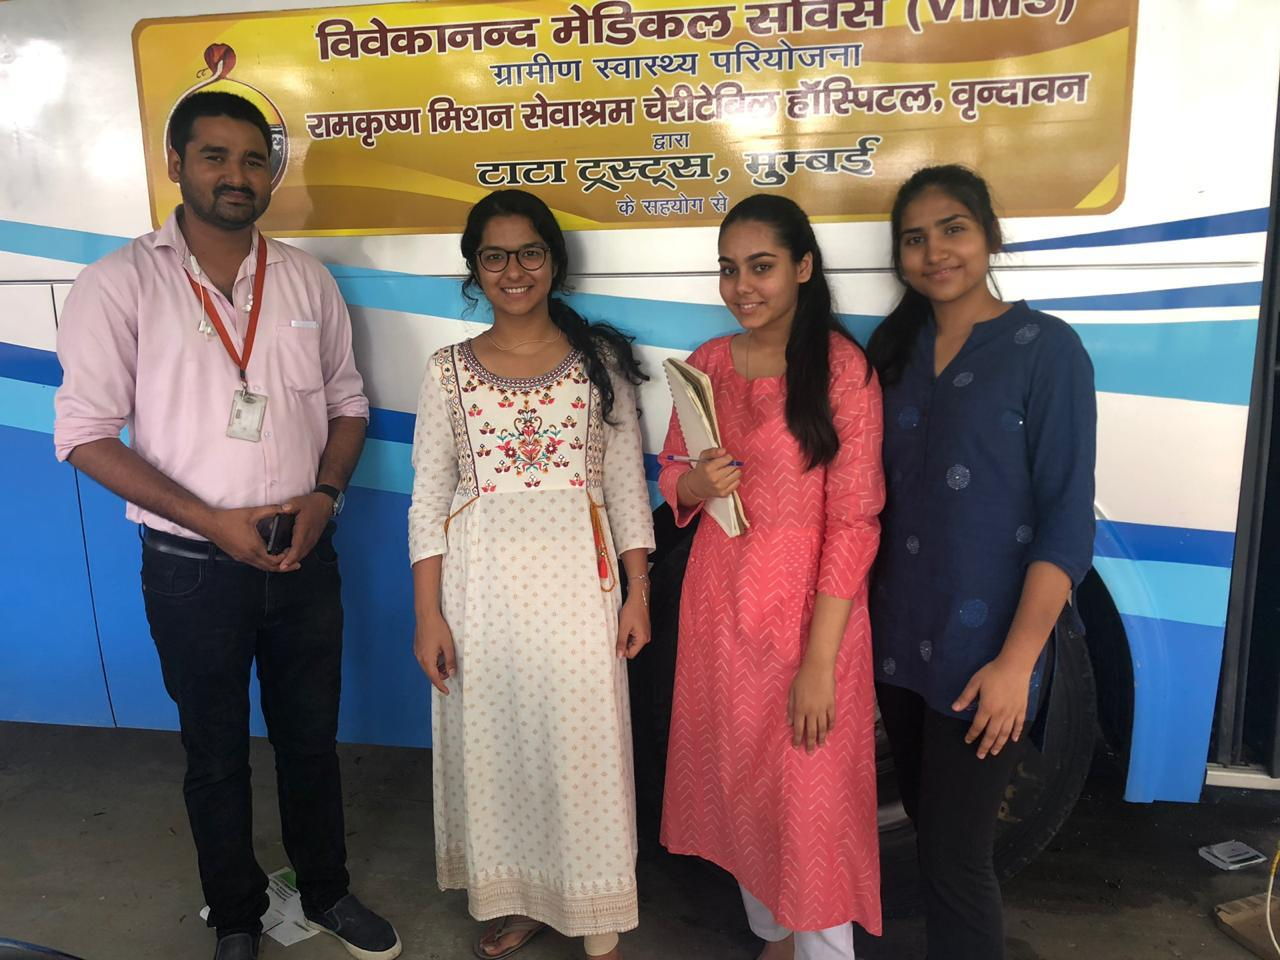 विवेकानन्द मेडिकल सर्विस (VIMS)
ग्रामीण स्वास्थ्य परियोजना
रामकृष्ण मिशन सेवाश्रम चेरीटेबिल हॉस्पिटल, वृन्दावन
द्वारा
टाटा ट्रस्ट्स, मुम्बई
के सहयोग से